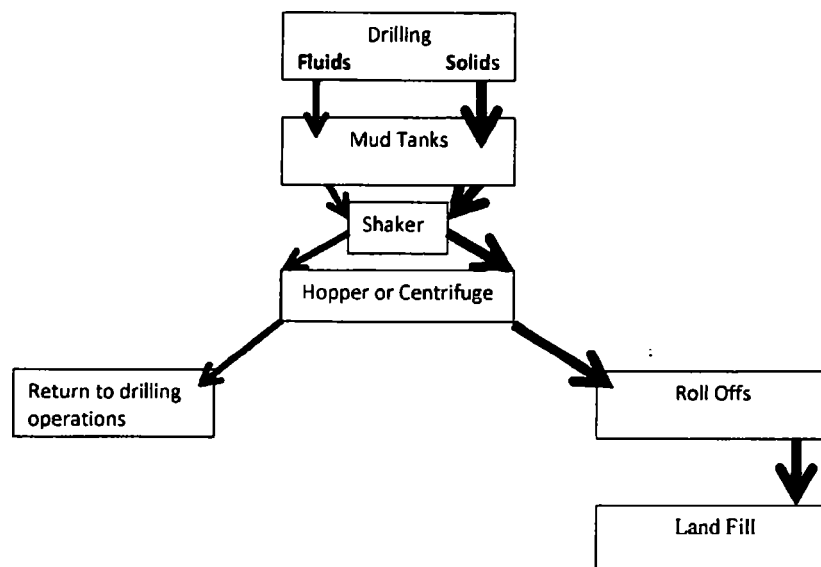 Drilling
Fluids Solids
Mud Tanks
Shaker
Hopper or Centrifuge
Return to drilling
operations
Roll Offs
Land Fill